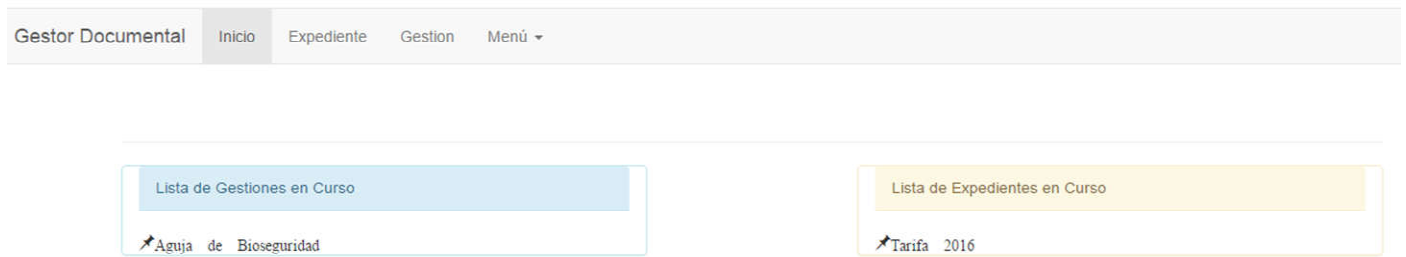 Gestor Documental Inicio Expediente Gestion Menú
Lista de Gestiones en Curso
Aguja de Bioseguridad
Lista de Expedientes en Curso
Tarifa 2016